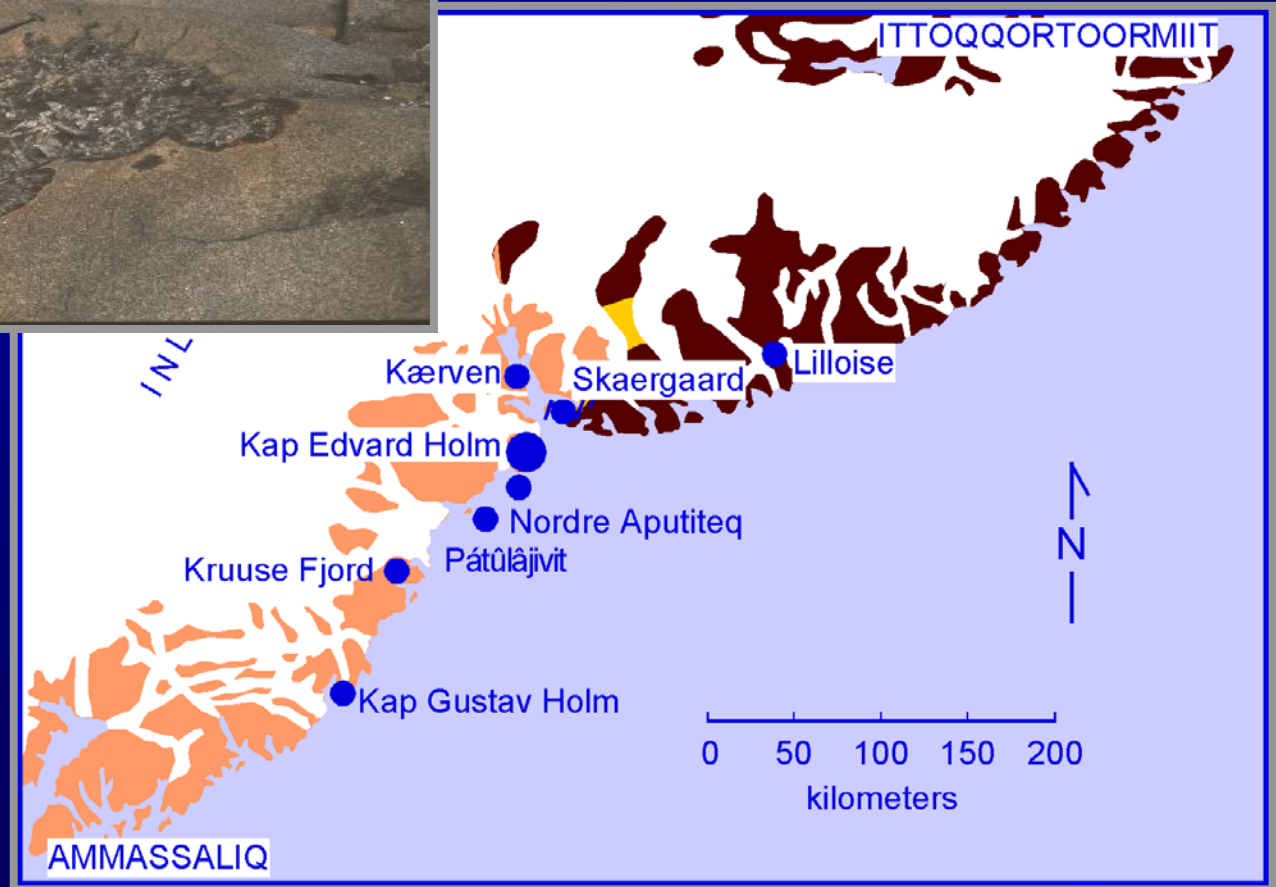 ITTOQQORTOORMIIT
INL
Lilloise
Kærven
Skaergaard
Kap Edvard Holm
Nordre Aputiteq
Pátûlâjivit
Kruuse Fjord
N
Kap Gustav Holm
0 50 100 150 200
kilometers
AMMASSALIQ